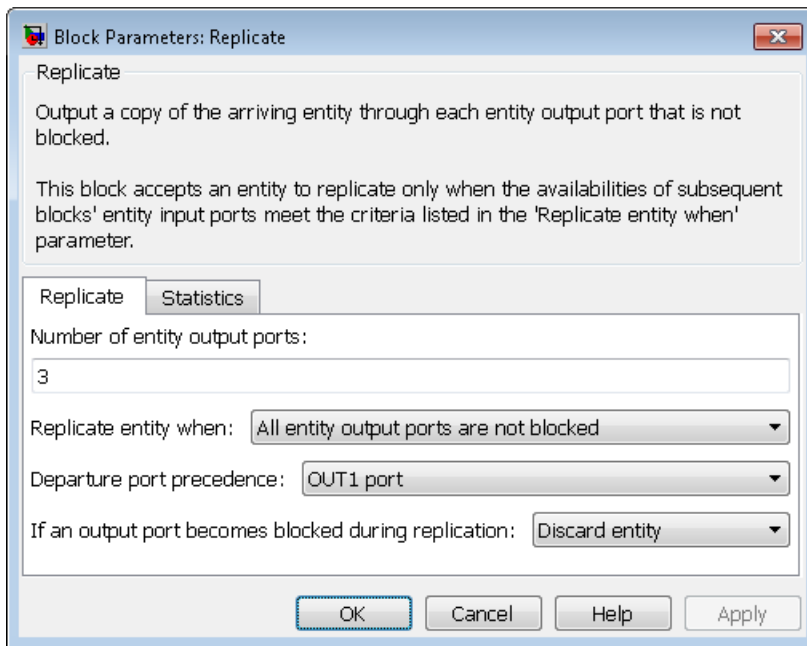 Block Parameters: Replicate
Replicate
Output a copy of the arriving entity through each entity output port that is not
blocked.
This block accepts an entity to replicate only when the availabilities of subsequent
blocks' entity input ports meet the criteria listed in the 'Replicate entity when'
parameter.
Replicate Statistics
Number of entity output ports:
3
Replicate entity when: All entity output ports are not blocked
Departure port precedence: OUT1 port
If an output port becomes blocked during replication: Discard entity
OK Cancel Help Apply